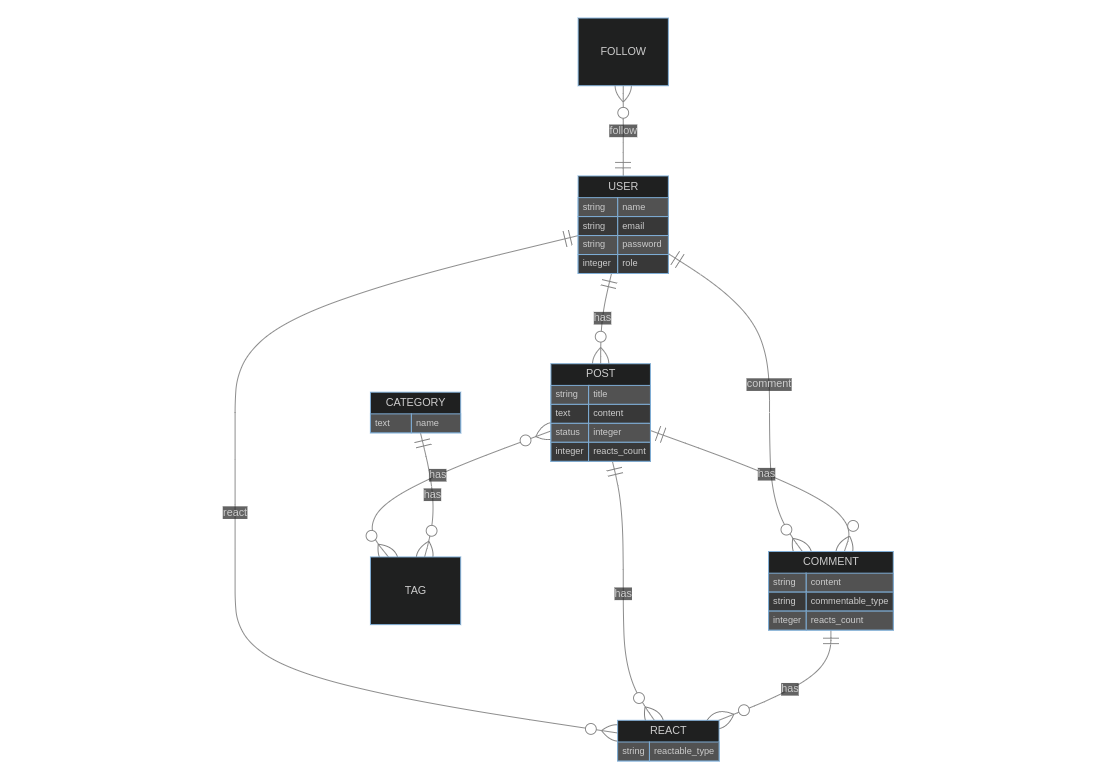 FOLLOW
follow
USER
string name
string email
string password
integer role
has
POST
string title
text content
status integer
integer reacts_count
comment
CATEGORY
text name
has
has
has
react
COMMENT
string content
string commentable_type
integer reacts_count
TAG
has
has
REACT
string reactable_type